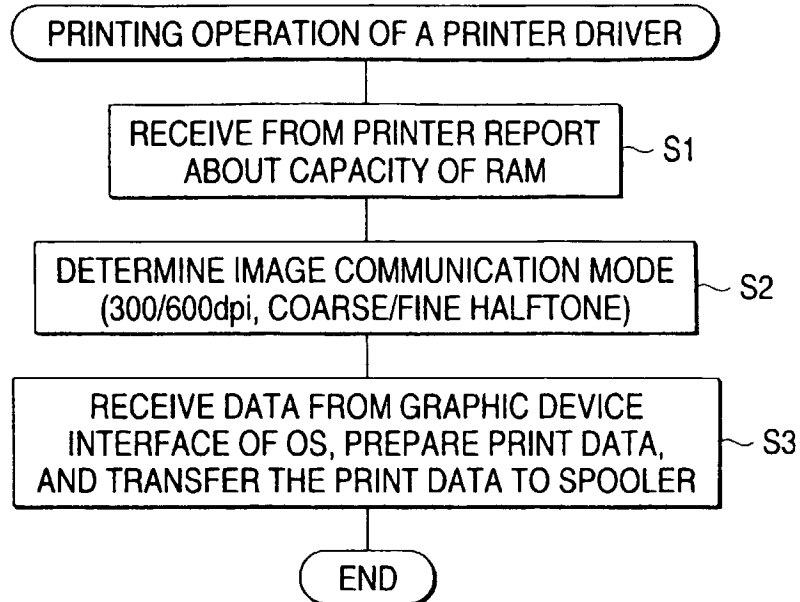 PRINTING OPERATION OF A PRINTER DRIVER
RECEIVE FROM PRINTER REPORT
ABOUT CAPACITY OF RAM
S1
DETERMINE IMAGE COMMUNICATION MODE
(300/600dpi, COARSE/FINE HALFTONE)
S2
RECEIVE DATA FROM GRAPHIC DEVICE
INTERFACE OF OS, PREPARE PRINT DATA,
AND TRANSFER THE PRINT DATA TO SPOOLER
S3
END